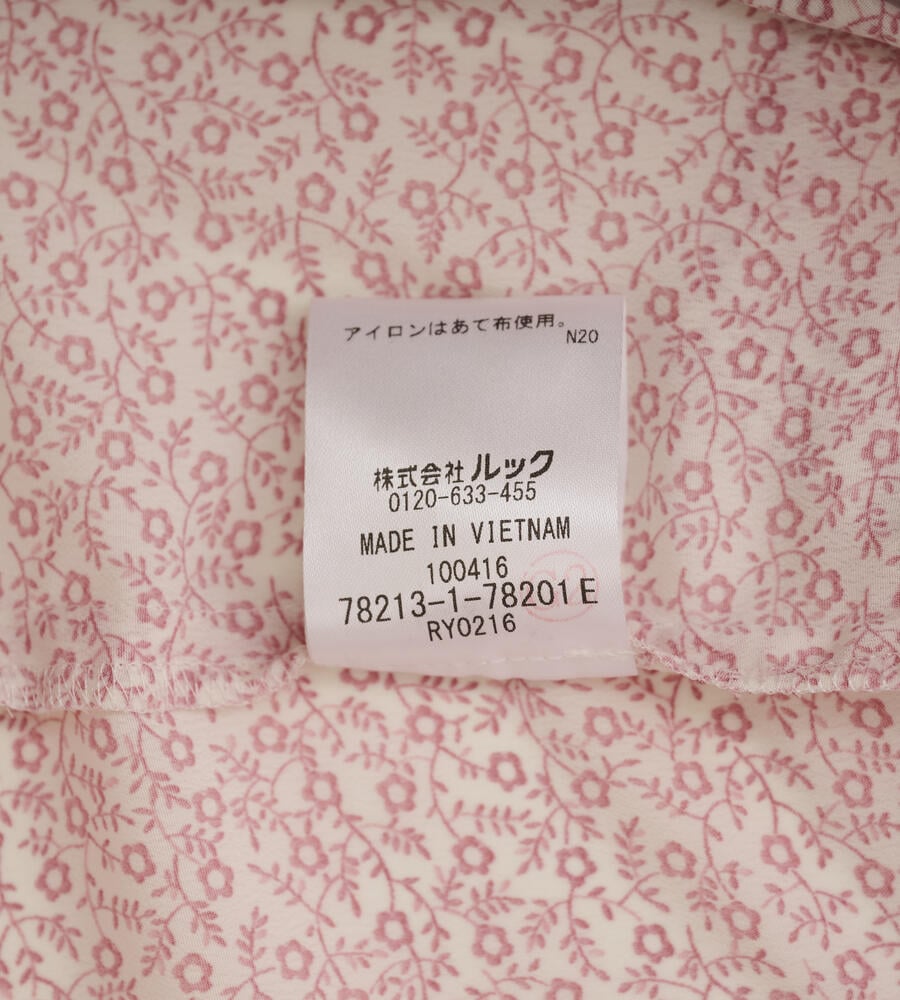 アイロンはあて布使用。
N20
株式会社ルック
0120-633-455
MADE IN VIETNAM
100416
78213-1-78201E
RY0216